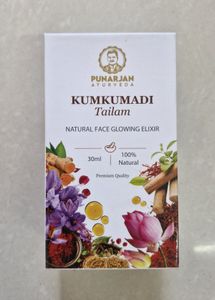 PUNARJAN
AYURVEDA
KUMKUMADI
Tailam
NATURAL FACE GLOWING ELIXIR
30ml
100%
Natural
Premium Quality